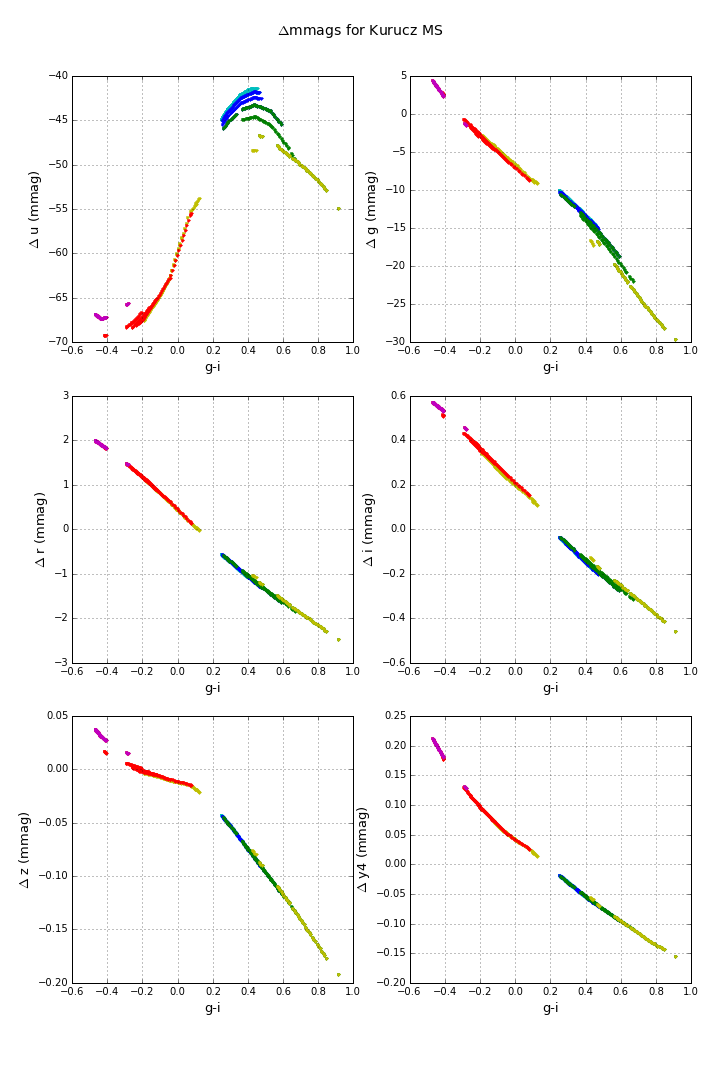 Δmmags for Kurucz MS
−40
−45
−50
−55
−60
−65
−70
Δ u (mmag)
−0.6 −0.4 −0.2 0.0 0.2 0.4 0.6 0.8 1.0
g-i
5
0
−5
−10
−15
−20
−25
−30
Δ g (mmag)
−0.6 −0.4 −0.2 0.0 0.2 0.4 0.6 0.8 1.0
g-i
3
2
1
0
−1
−2
−3
Δ r (mmag)
−0.6 −0.4 −0.2 0.0 0.2 0.4 0.6 0.8 1.0
g-i
0.6
0.4
0.2
0.0
−0.2
−0.4
−0.6
Δ i (mmag)
−0.6 −0.4 −0.2 0.0 0.2 0.4 0.6 0.8 1.0
g-i
0.05
0.00
−0.05
−0.10
−0.15
−0.20
Δ z (mmag)
−0.6 −0.4 −0.2 0.0 0.2 0.4 0.6 0.8 1.0
g-i
0.25
0.20
0.15
0.10
0.05
0.00
−0.05
−0.10
−0.15
−0.20
Δ y4 (mmag)
−0.6 −0.4 −0.2 0.0 0.2 0.4 0.6 0.8 1.0
g-i